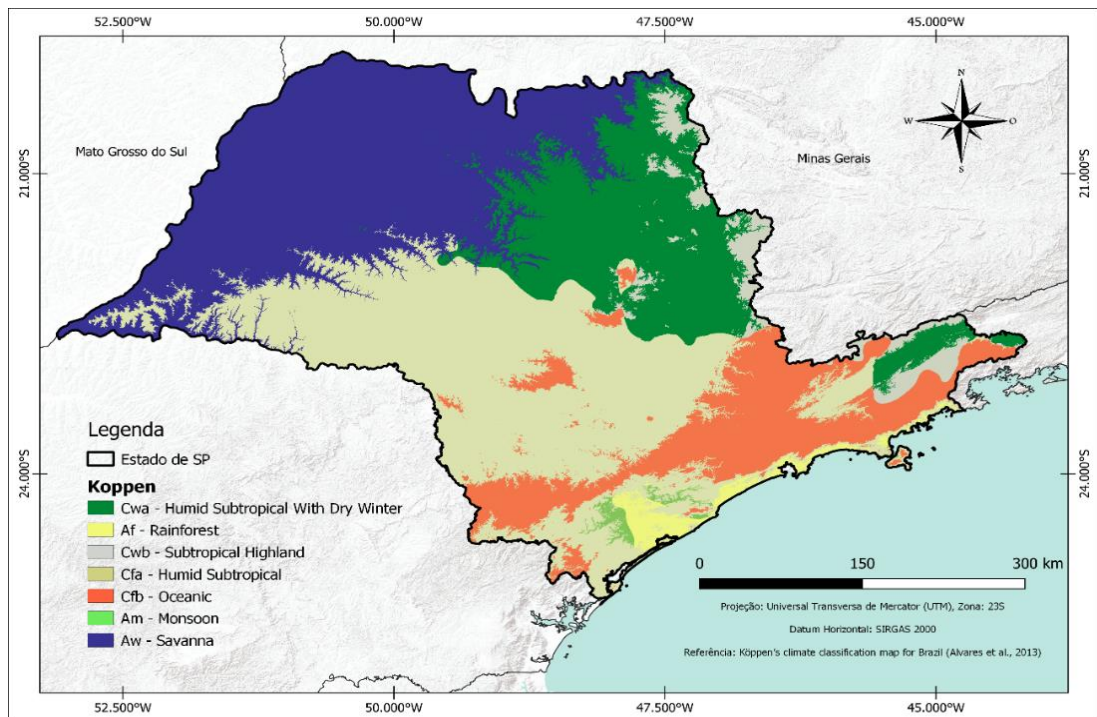 52.500°W 50.000°W 47.500°W 45.000°W
N
W O
S
Mato Grosso do Sul
Minas Gerais
21.000°S 21.000°S
24.000°S 24.000°S
Legenda
Estado de SP
Koppen
Cwa - Humid Subtropical With Dry Winter
Af - Rainforest
Cwb - Subtropical Highland
Cfa - Humid Subtropical
Cfb - Oceanic
Am - Monsoon
Aw - Savanna
0 150 300 km
Projeção: Universal Transversa de Mercator (UTM), Zona: 23S
Datum Horizontal: SIRGAS 2000
Referência: Köppen's climate classification map for Brazil (Alvares et al., 2013)
52.500°W 50.000°W 47.500°W 45.000°W